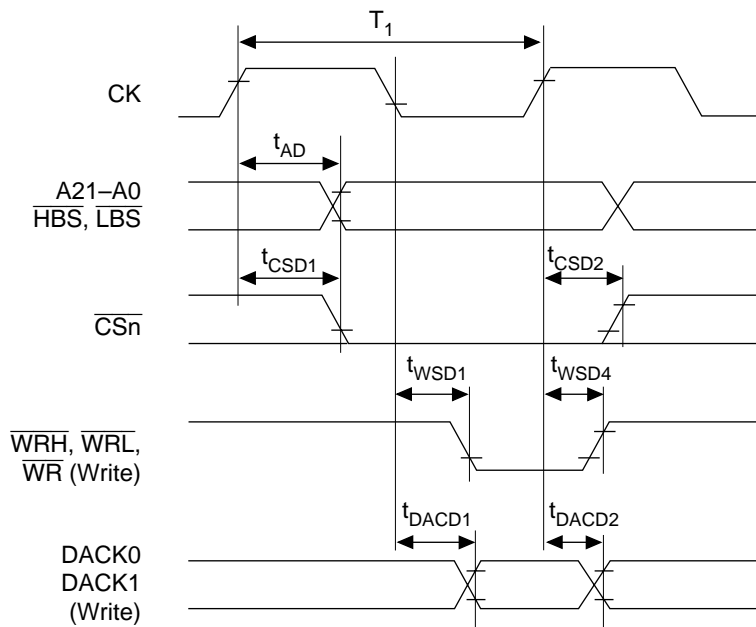 T1
CK
tAD
A21–A0
HBS, LBS
tCSD1
tCSD2
CSn
tWSD1
tWSD4
WRH, WRL,
WR (Write)
tDACD1
tDACD2
DACK0
DACK1
(Write)